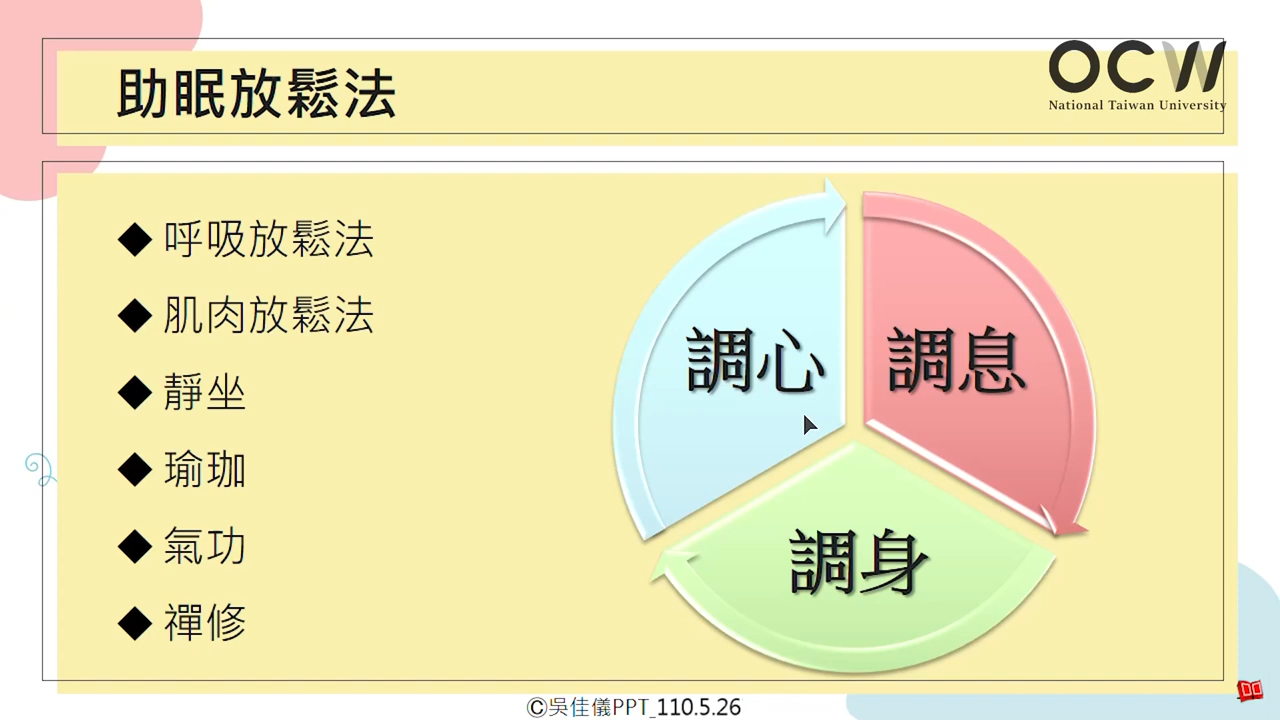 助眠放鬆法
OCW
National Taiwan University
◆ 呼吸放鬆法
◆ 肌肉放鬆法
◆ 靜坐
◆ 瑜珈
◆ 氣功
◆ 禪修
調心
調息
調身
©吳佳儀PPT_110.5.26